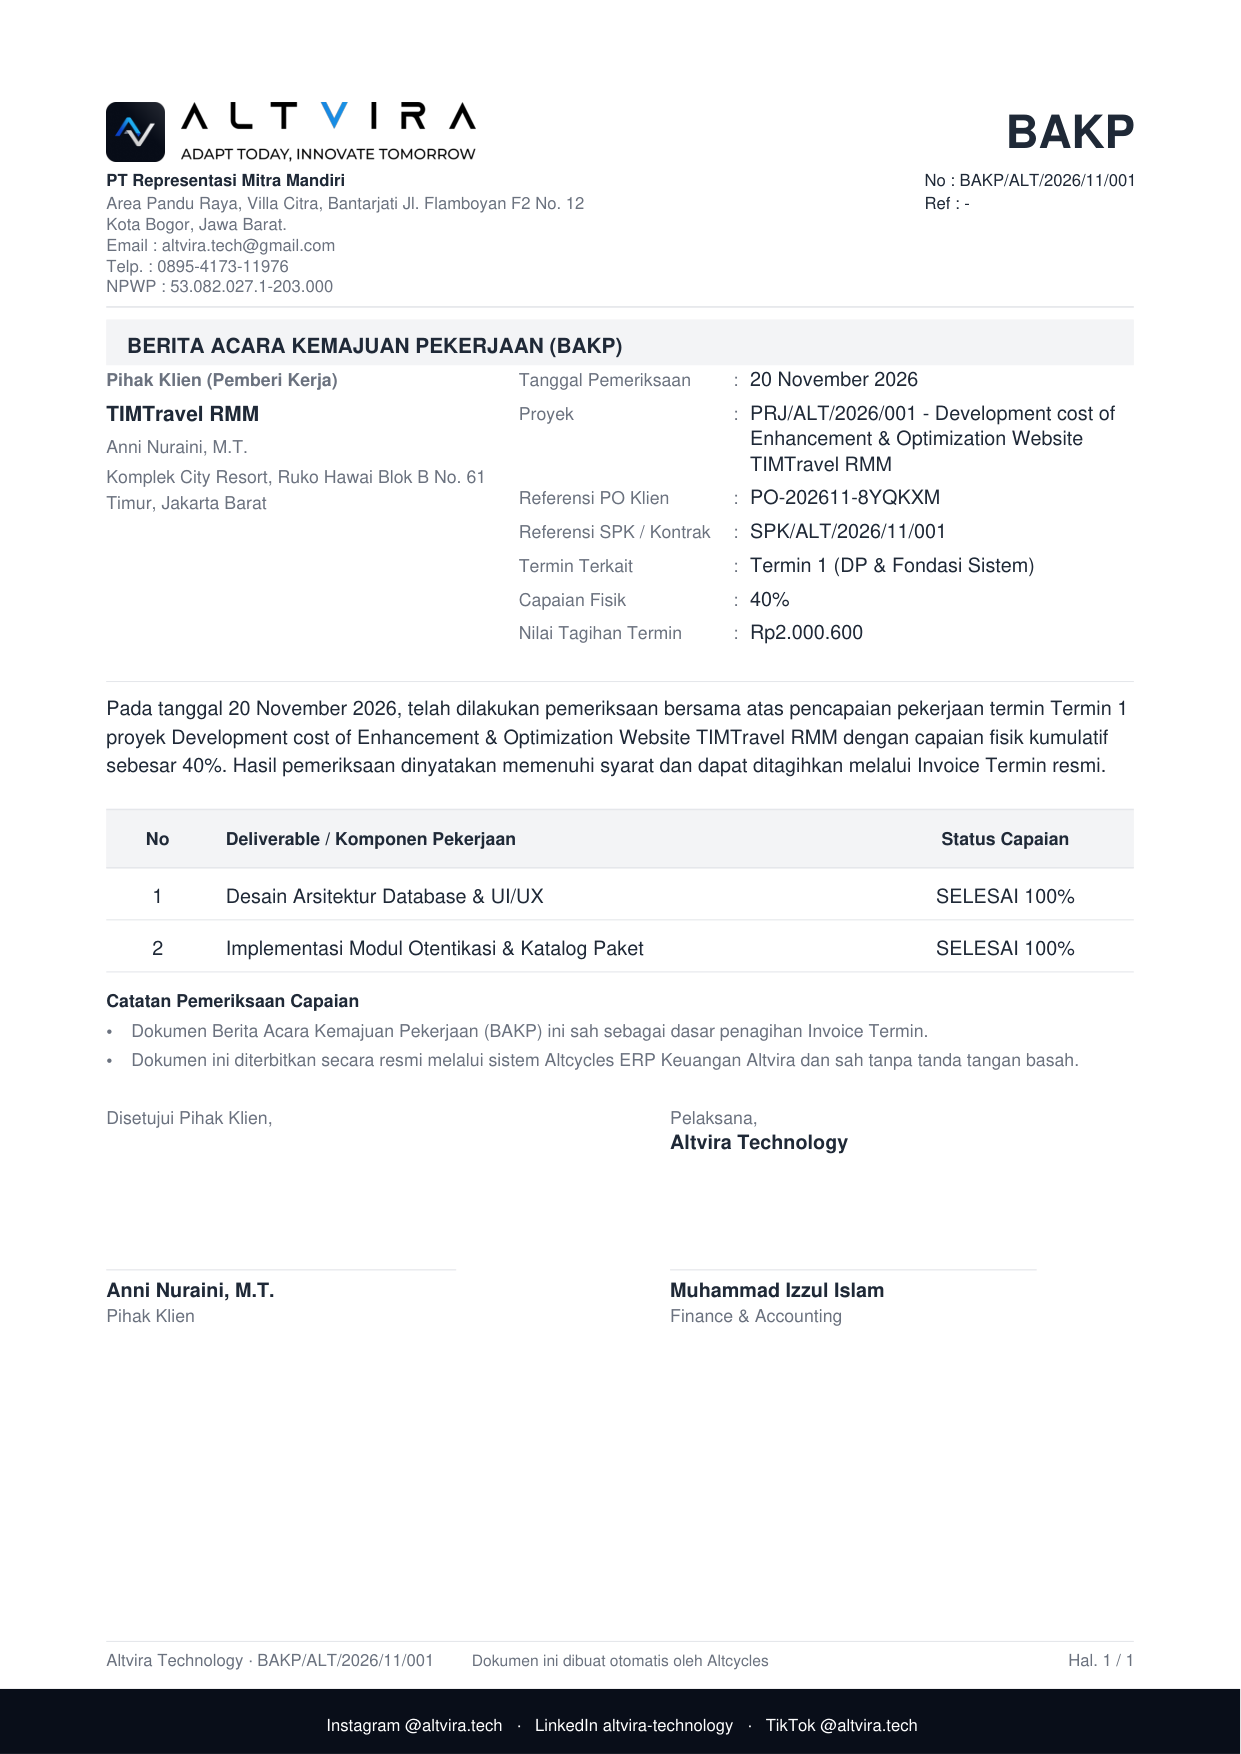 ALTVIRA
ADAPT TODAY, INNOVATE TOMORROW
BAKP
PT Representasi Mitra Mandiri
No : BAKP/ALT/2026/11/001
Area Pandu Raya, Villa Citra, Bantarjati Jl. Flamboyan F2 No. 12
Ref : -
Kota Bogor, Jawa Barat.
Email : altvira.tech@gmail.com
Telp. : 0895-4173-11976
NPWP : 53.082.027.1-203.000
BERITA ACARA KEMAJUAN PEKERJAAN (BAKP)
Pihak Klien (Pemberi Kerja)
TIMTravel RMM
Anni Nuraini, M.T.
Komplek City Resort, Ruko Hawai Blok B No. 61
Timur, Jakarta Barat
Tanggal Pemeriksaan : 20 November 2026
Proyek : PRJ/ALT/2026/001 - Development cost of
Enhancement & Optimization Website
TIMTravel RMM
Referensi PO Klien : PO-202611-8YQKXM
Referensi SPK / Kontrak : SPK/ALT/2026/11/001
Termin Terkait : Termin 1 (DP & Fondasi Sistem)
Capaian Fisik : 40%
Nilai Tagihan Termin : Rp2.000.600
Pada tanggal 20 November 2026, telah dilakukan pemeriksaan bersama atas pencapaian pekerjaan termin Termin 1
proyek Development cost of Enhancement & Optimization Website TIMTravel RMM dengan capaian fisik kumulatif
sebesar 40%. Hasil pemeriksaan dinyatakan memenuhi syarat dan dapat ditagihkan melalui Invoice Termin resmi.
No Deliverable / Komponen Pekerjaan Status Capaian
1 Desain Arsitektur Database & UI/UX SELESAI 100%
2 Implementasi Modul Otentikasi & Katalog Paket SELESAI 100%
Catatan Pemeriksaan Capaian
• Dokumen Berita Acara Kemajuan Pekerjaan (BAKP) ini sah sebagai dasar penagihan Invoice Termin.
• Dokumen ini diterbitkan secara resmi melalui sistem Altcycles ERP Keuangan Altvira dan sah tanpa tanda tangan basah.
Disetujui Pihak Klien,
Pelaksana,
Altvira Technology
Anni Nuraini, M.T.
Pihak Klien
Muhammad Izzul Islam
Finance & Accounting
Altvira Technology · BAKP/ALT/2026/11/001 Dokumen ini dibuat otomatis oleh Altcycles Hal. 1 / 1
Instagram @altvira.tech · LinkedIn altvira-technology · TikTok @altvira.tech